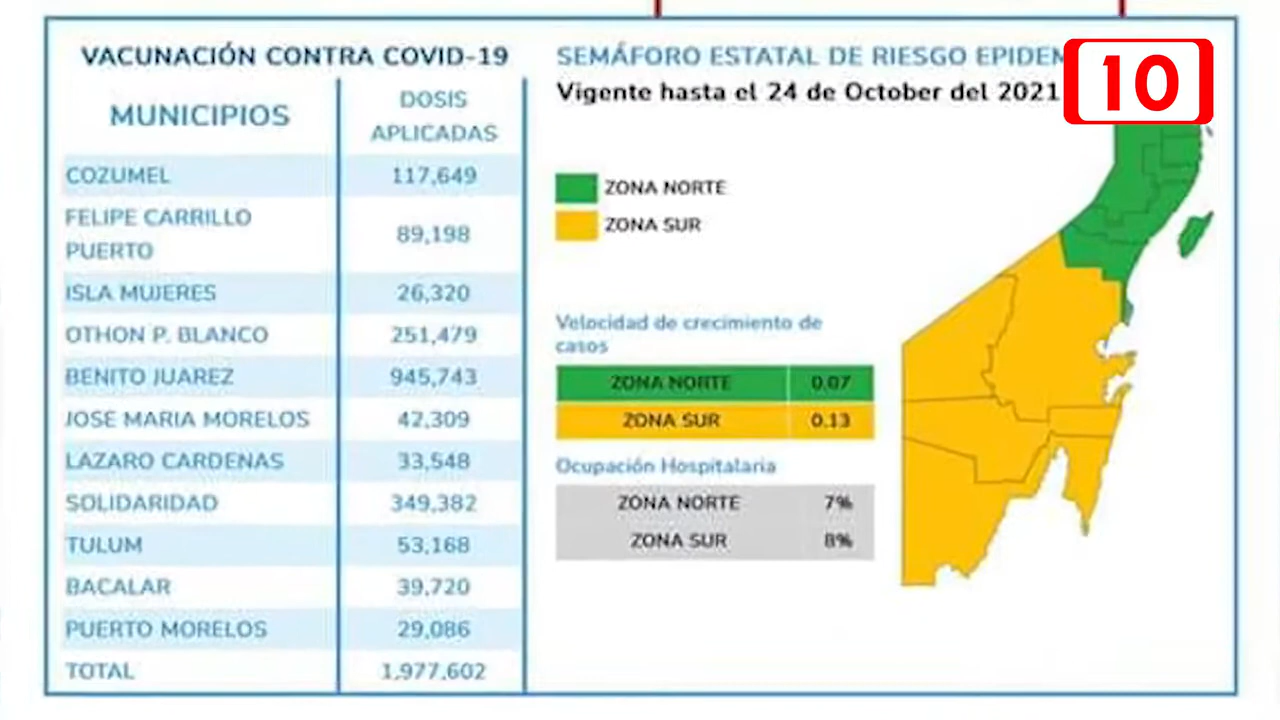 VACUNACIÓN CONTRA COVID-19
MUNICIPIOS
DOSIS
APLICADAS
COZUMEL 117,649
FELIPE CARRILLO
PUERTO 89,198
ISLA MUJERES 26,320
OTHON P. BLANCO 251,479
BENITO JUAREZ 945,743
JOSE MARIA MORELOS 42,309
LAZARO CARDENAS 33,548
SOLIDARIDAD 349,382
TULUM 53,168
BACALAR 39,720
PUERTO MORELOS 29,086
TOTAL 1,977,602
SEMÁFORO ESTATAL DE RIESGO
Vigente hasta el 24 de October del 2021
10
ZONA NORTE
ZONA SUR
Velocidad de crecimiento de
casos
ZONA NORTE 0.07
ZONA SUR 0.13
Ocupación Hospitalaria
ZONA NORTE 7%
ZONA SUR 8%